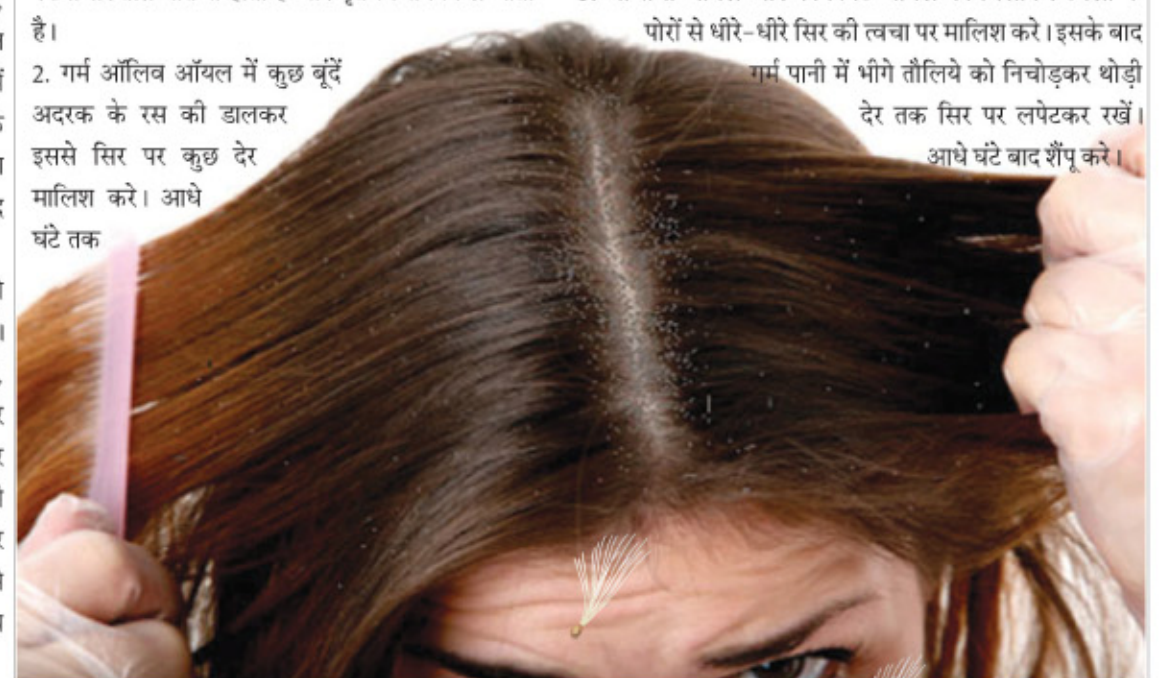 है।
2. गर्म ऑलिव ऑयल में कुछ बूंदें
अदरक के रस की डालकर
इससे सिर पर कुछ देर
मालिश करे। आधे
घंटे तक
पोरों से धीरे-धीरे सिर की त्वचा पर मालिश करे। इसके बाद
गर्म पानी में भीगे तौलिये को निचोड़कर थोड़ी
देर तक सिर पर लपेटकर रखें।
आधे घंटे बाद शैंपू करे।